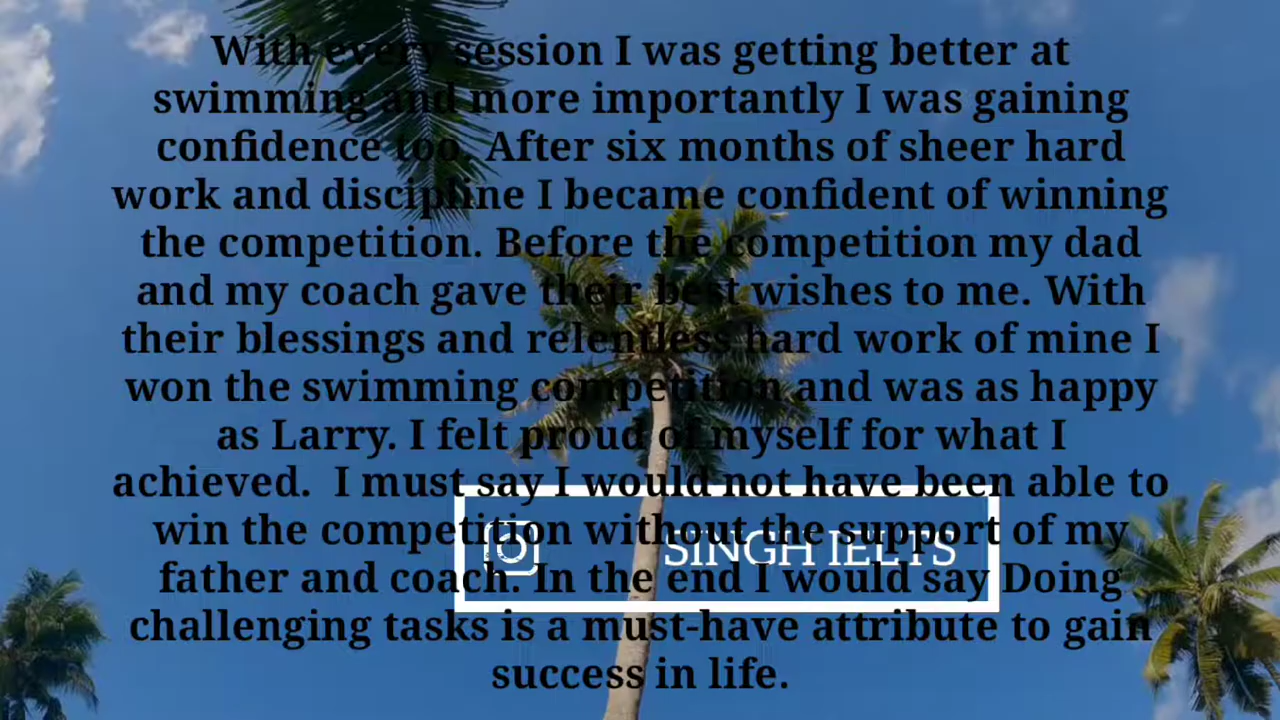 With every session I was getting better at
swimming and more importantly I was gaining
confidence too. After six months of sheer hard
work and discipline I became confident of winning
the competition. Before the competition my dad
and my coach gave their best wishes to me. With
their blessings and relentless hard work of mine I
won the swimming competition and was as happy
as Larry. I felt proud of myself for what I
achieved.  I must say I would not have been able to
win the competition without the support of my
SINGH IELTS
father and coach. In the end I would say Doing
challenging tasks is a must-have attribute to gain
success in life.